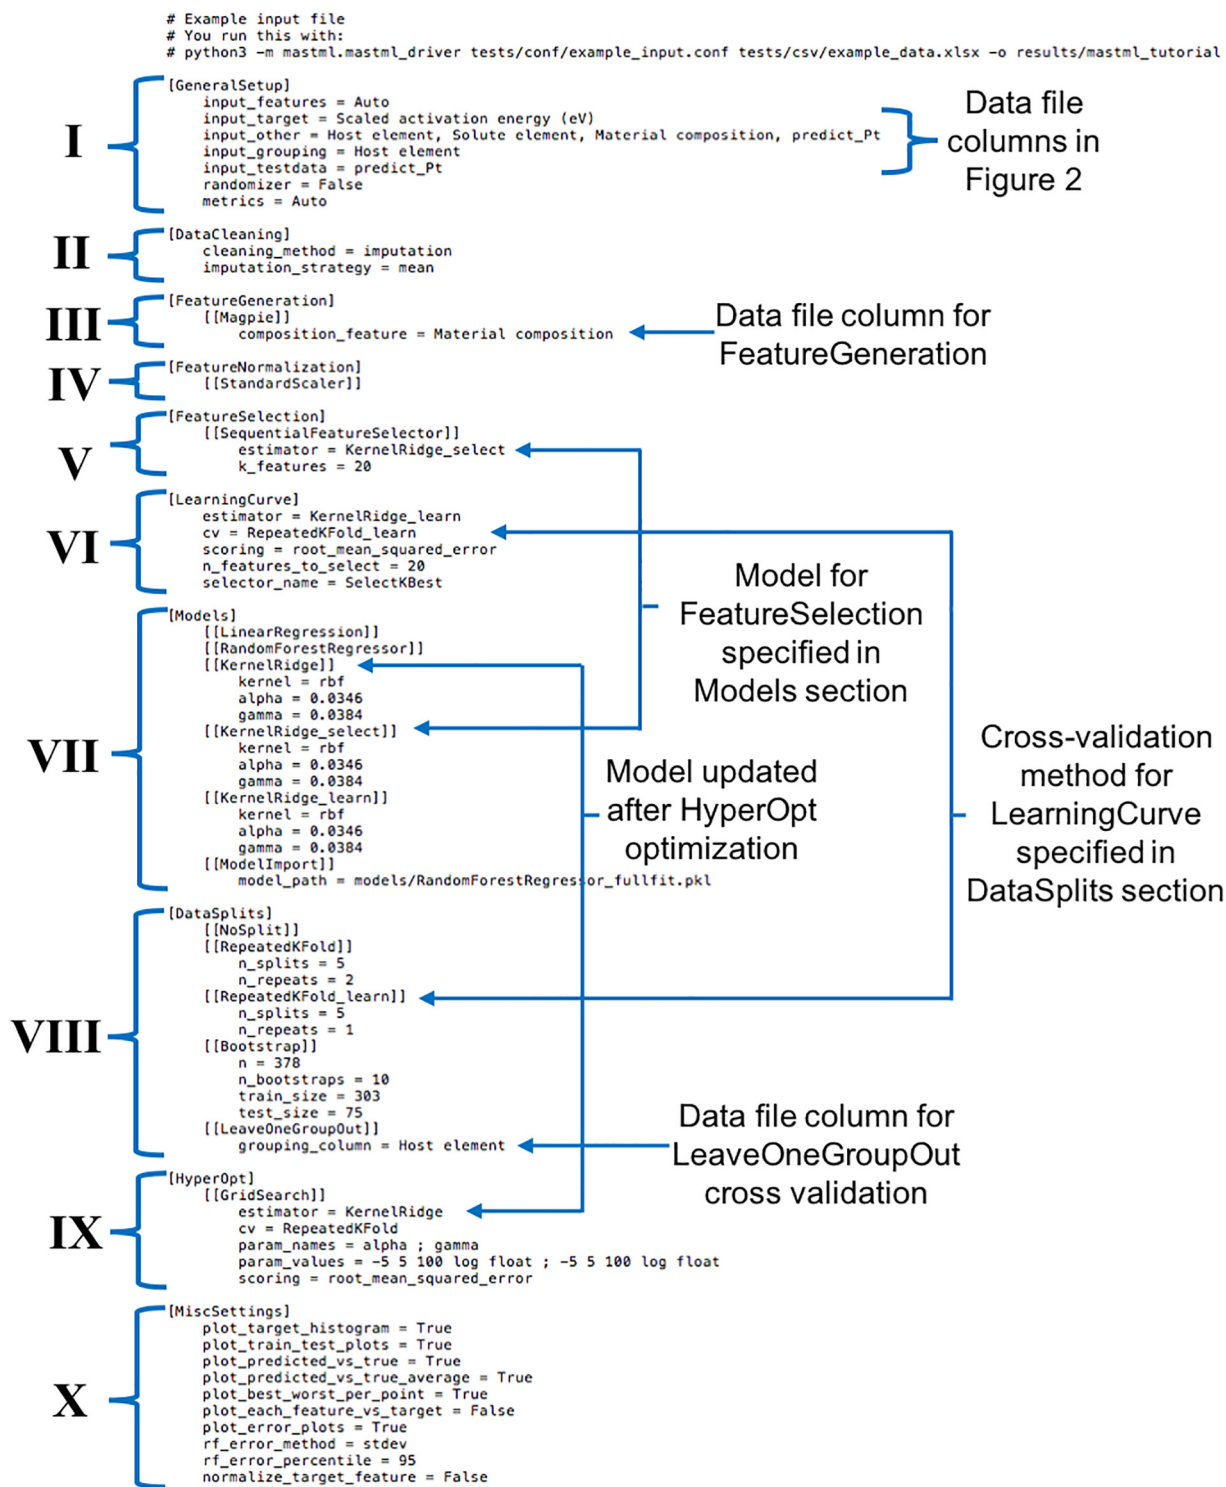 # Example input file
# You run this with:
# python3 -m mastml.mastml_driver tests/conf/example_input.conf tests/csv/example_data.xlsx -o results/mastml_tutorial
I
[GeneralSetup]
input_features = Auto
input_target = Scaled activation energy (eV)
input_other = Host element, Solute element, Material composition, predict_Pt
input_grouping = Host element
input_testdata = predict_Pt
randomizer = False
metrics = Auto
Data file
columns in
Figure 2
II
[DataCleaning]
cleaning_method = imputation
imputation_strategy = mean
III
[FeatureGeneration]
[[Magpie]]
composition_feature = Material composition
Data file column for
FeatureGeneration
IV
[FeatureNormalization]
[[StandardScaler]]
V
[FeatureSelection]
[[SequentialFeatureSelector]]
estimator = KernelRidge_select
k_features = 20
VI
[LearningCurve]
estimator = KernelRidge_learn
cv = RepeatedKFold_learn
scoring = root_mean_squared_error
n_features_to_select = 20
selector_name = SelectKBest
Model for
FeatureSelection
specified in
Models section
VII
[Models]
[[LinearRegression]]
[[RandomForestRegressor]]
[[KernelRidge]]
kernel = rbf
alpha = 0.0346
gamma = 0.0384
[[KernelRidge_select]]
kernel = rbf
alpha = 0.0346
gamma = 0.0384
[[KernelRidge_learn]]
kernel = rbf
alpha = 0.0346
gamma = 0.0384
[[ModelImport]]
model_path = models/RandomForestRegressor_fullfit.pkl
Model updated
after HyperOpt
optimization
Cross-validation
method for
LearningCurve
specified in
DataSplits section
VIII
[DataSplits]
[[NoSplit]]
[[RepeatedKFold]]
n_splits = 5
n_repeats = 2
[[RepeatedKFold_learn]]
n_splits = 5
n_repeats = 1
[[Bootstrap]]
n = 378
n_bootstraps = 10
train_size = 303
test_size = 75
[[LeaveOneGroupOut]]
grouping_column = Host element
Data file column for
LeaveOneGroupOut
cross validation
IX
[HyperOpt]
[[GridSearch]]
estimator = KernelRidge
cv = RepeatedKFold
param_names = alpha ; gamma
param_values = -5 5 100 log float ; -5 5 100 log float
scoring = root_mean_squared_error
X
[MiscSettings]
plot_target_histogram = True
plot_train_test_plots = True
plot_predicted_vs_true = True
plot_predicted_vs_true_average = True
plot_best_worst_per_point = True
plot_each_feature_vs_target = False
plot_error_plots = True
rf_error_method = stdev
rf_error_percentile = 95
normalize_target_feature = False